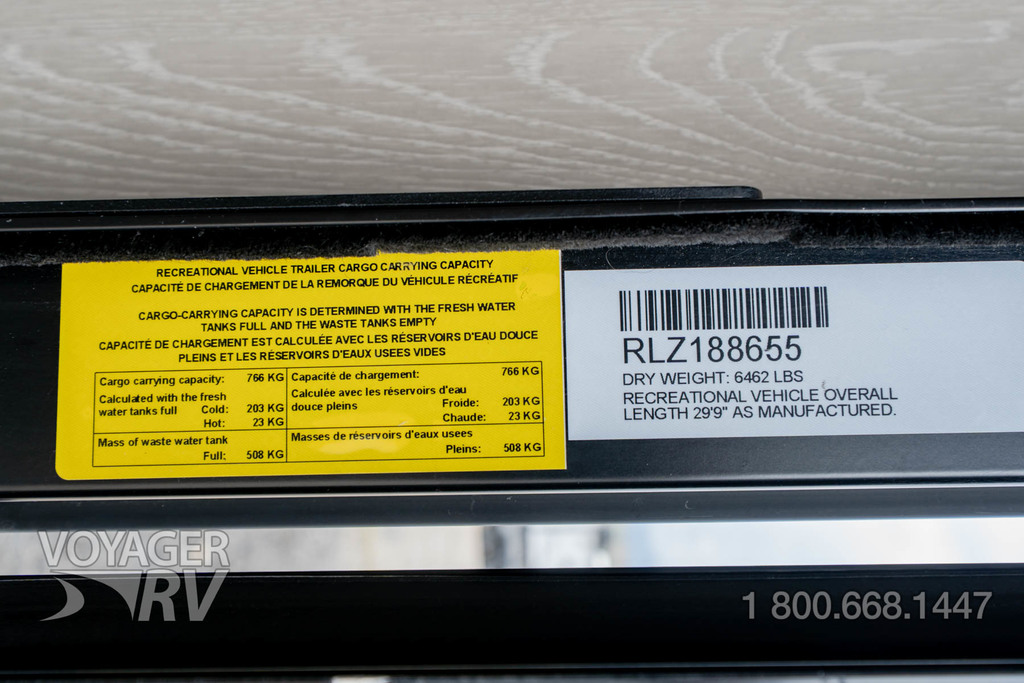 RECREATIONAL VEHICLE TRAILER CARGO CARRYING CAPACITY
CAPACITÉ DE CHARGEMENT DE LA REMORQUE DU VÉHICULE RÉCRÉATIF
CARGO-CARRYING CAPACITY IS DETERMINED WITH THE FRESH WATER
TANKS FULL AND THE WASTE TANKS EMPTY
CAPACITÉ DE CHARGEMENT EST CALCULÉE AVEC LES RÉSERVOIRS D'EAU DOUCE
PLEINS ET LES RÉSERVOIRS D'EAUX USEES VIDES
Cargo carrying capacity: 766 KG
Calculated with the fresh
water tanks full Cold: 203 KG
Hot: 23 KG
Mass of waste water tank
Full: 508 KG
Capacité de chargement: 766 KG
Calculée avec les réservoirs d'eau
douce pleins Froide: 203 KG
Chaude: 23 KG
Masses de réservoirs d'eaux usees
Pleins: 508 KG
RLZ188655
DRY WEIGHT: 6462 LBS
RECREATIONAL VEHICLE OVERALL
LENGTH 29'9" AS MANUFACTURED.
VOYAGER
RV
1 800.668.1447